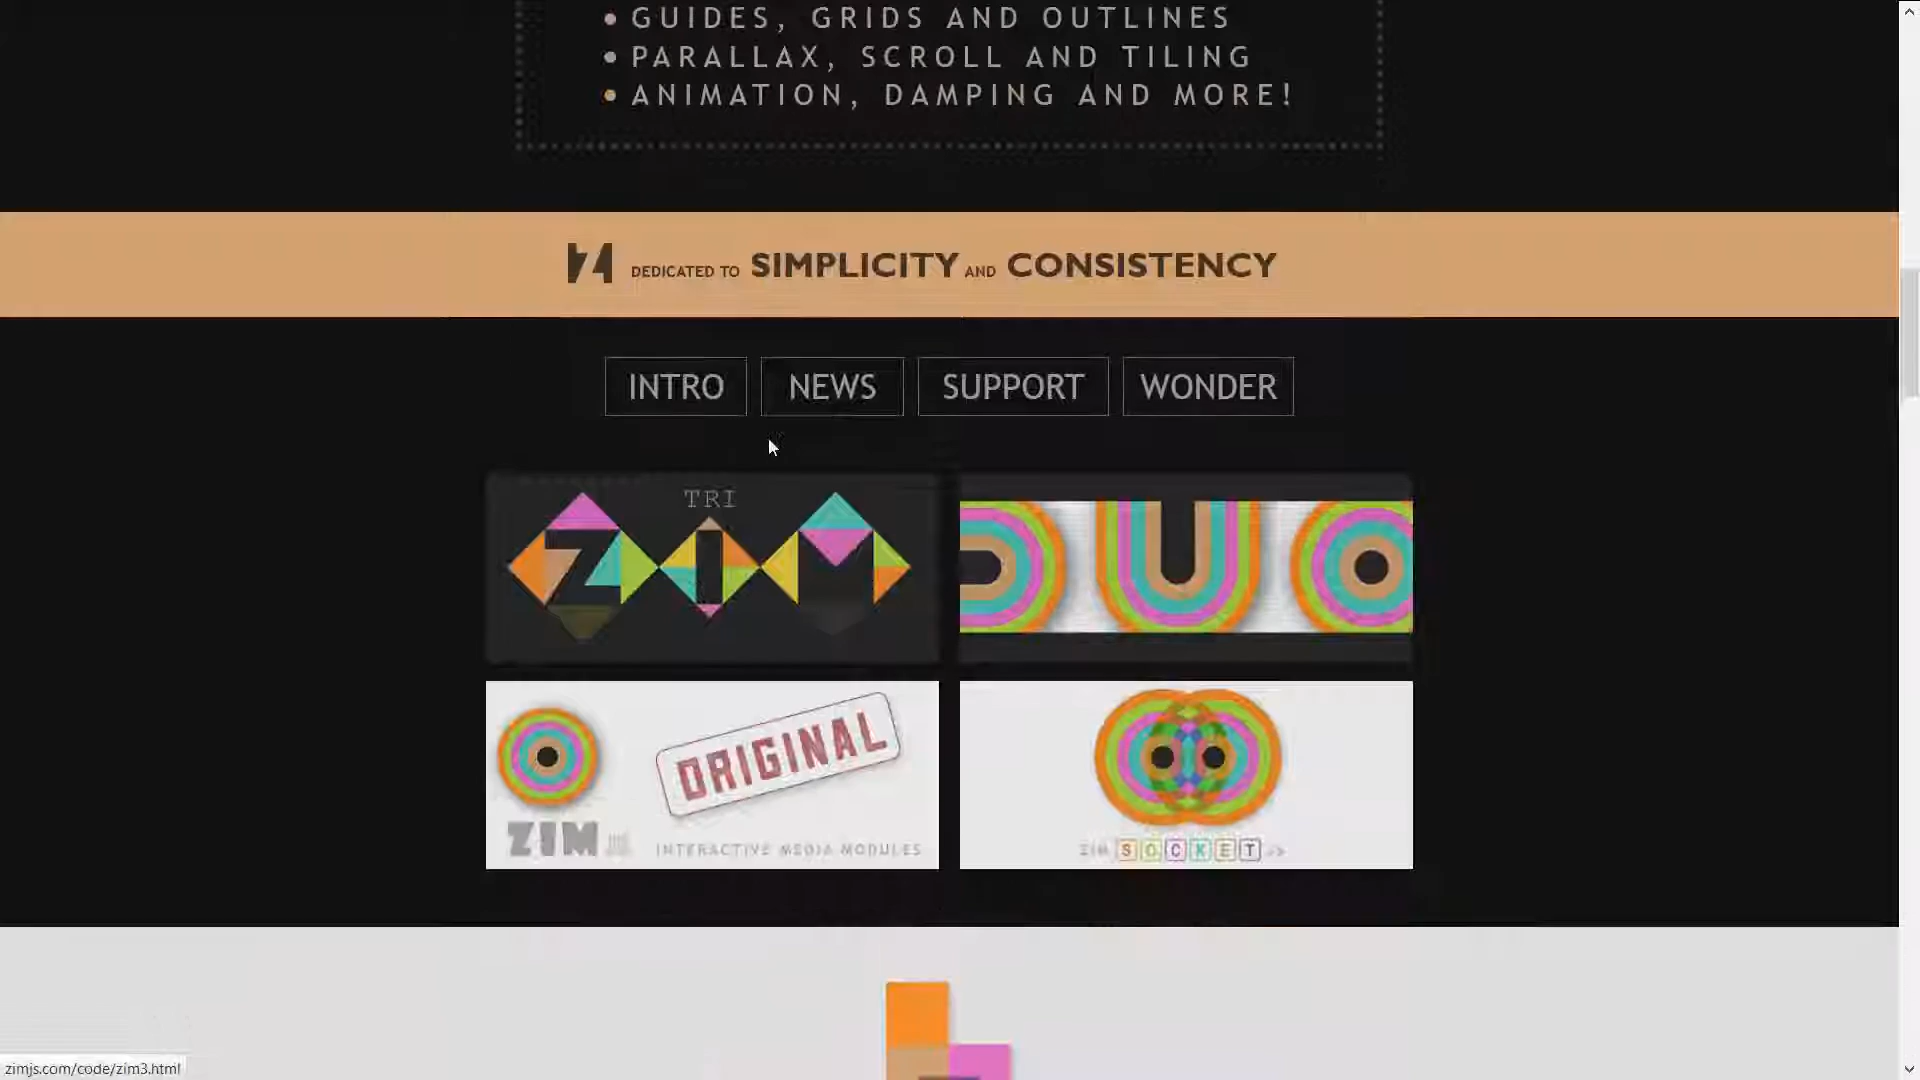 GUIDES, GRIDS AND OUTLINES
PARALLAX, SCROLL AND TILING
ANIMATION, DAMPING AND MORE!
Z4 DEDICATED TO SIMPLICITY AND CONSISTENCY
INTRO NEWS SUPPORT WONDER
TRI
ZIM
DUO
ORIGINAL
ZIM
INTERACTIVE MEDIA MODULES
ZIM SOCKET
zimjs.com/code/zim3.html